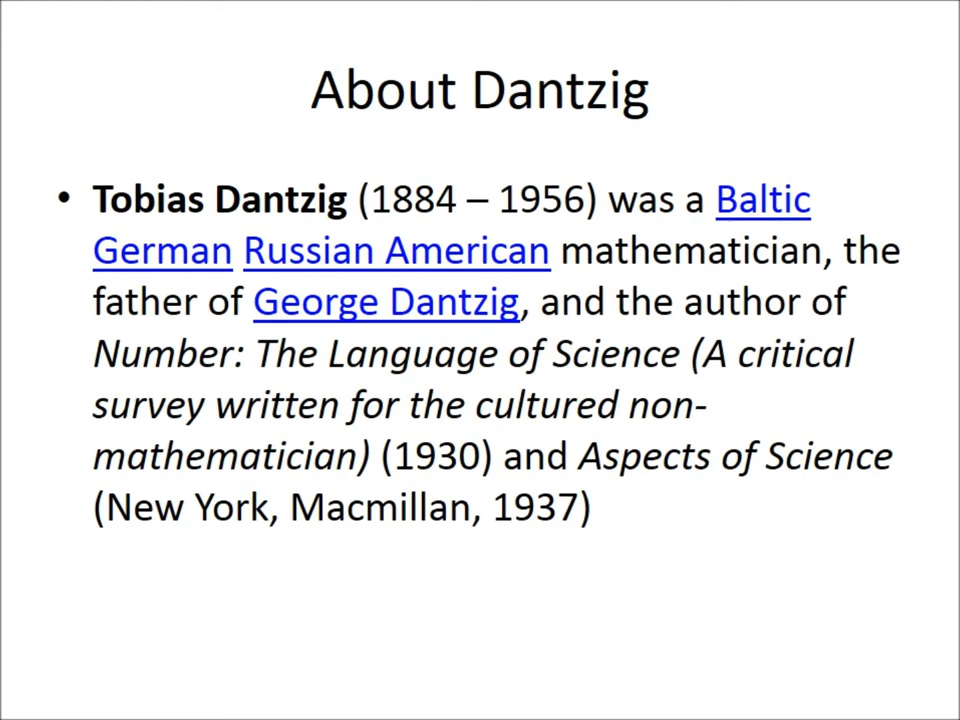 About Dantzig
• Tobias Dantzig (1884 – 1956) was a Baltic
German Russian American mathematician, the
father of George Dantzig, and the author of
Number: The Language of Science (A critical
survey written for the cultured non-
mathematician) (1930) and Aspects of Science
(New York, Macmillan, 1937)